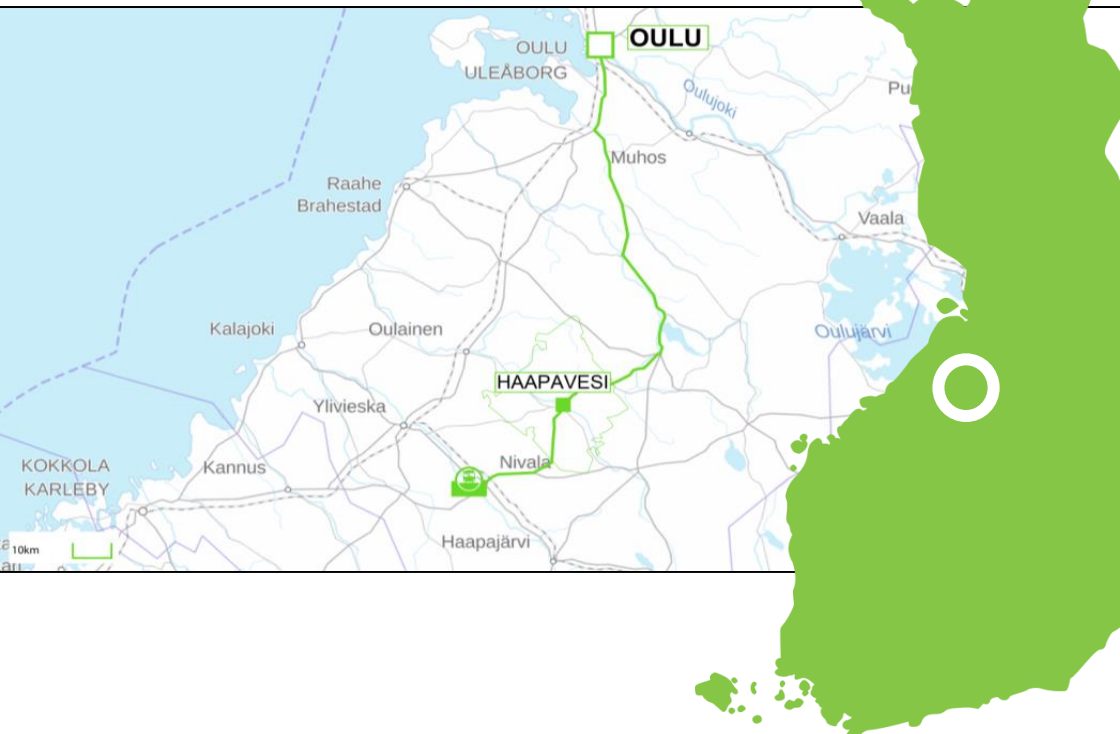 OULU
OULU
ULEÅBORG
Oulujoki
Pu
Muhos
Raahe
Brahestad
Vaala
Kalajoki
Oulainen
Oulujärvi
HAAPAVESI
Ylivieska
KOKKOLA
KARLEBY
Kannus
Nivala
Haapajärvi
10km